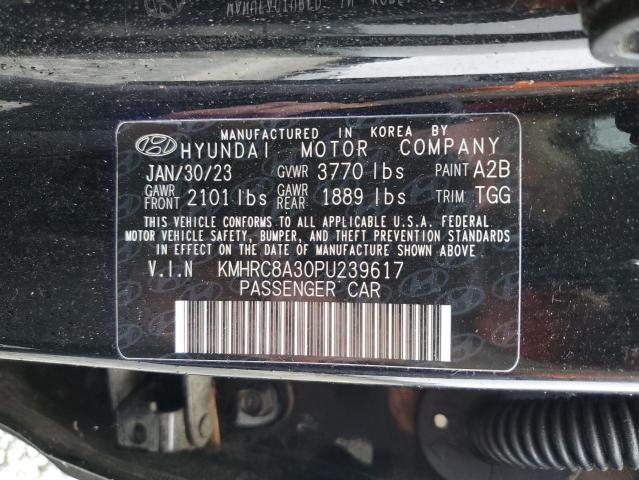 MANUFACTURED IN KOREA BY
HYUNDAI MOTOR COMPANY
JAN/30/23 GVWR 3770 lbs PAINT A2B
GAWR FRONT 2101 lbs GAWR REAR 1889 lbs TRIM TGG
THIS VEHICLE CONFORMS TO ALL APPLICABLE U.S.A. FEDERAL
MOTOR VEHICLE SAFETY, BUMPER, AND THEFT PREVENTION STANDARDS
IN EFFECT ON THE DATE OF MANUFACTURE SHOWN ABOVE
V.I.N KMHRC8A30PU239617
PASSENGER CAR